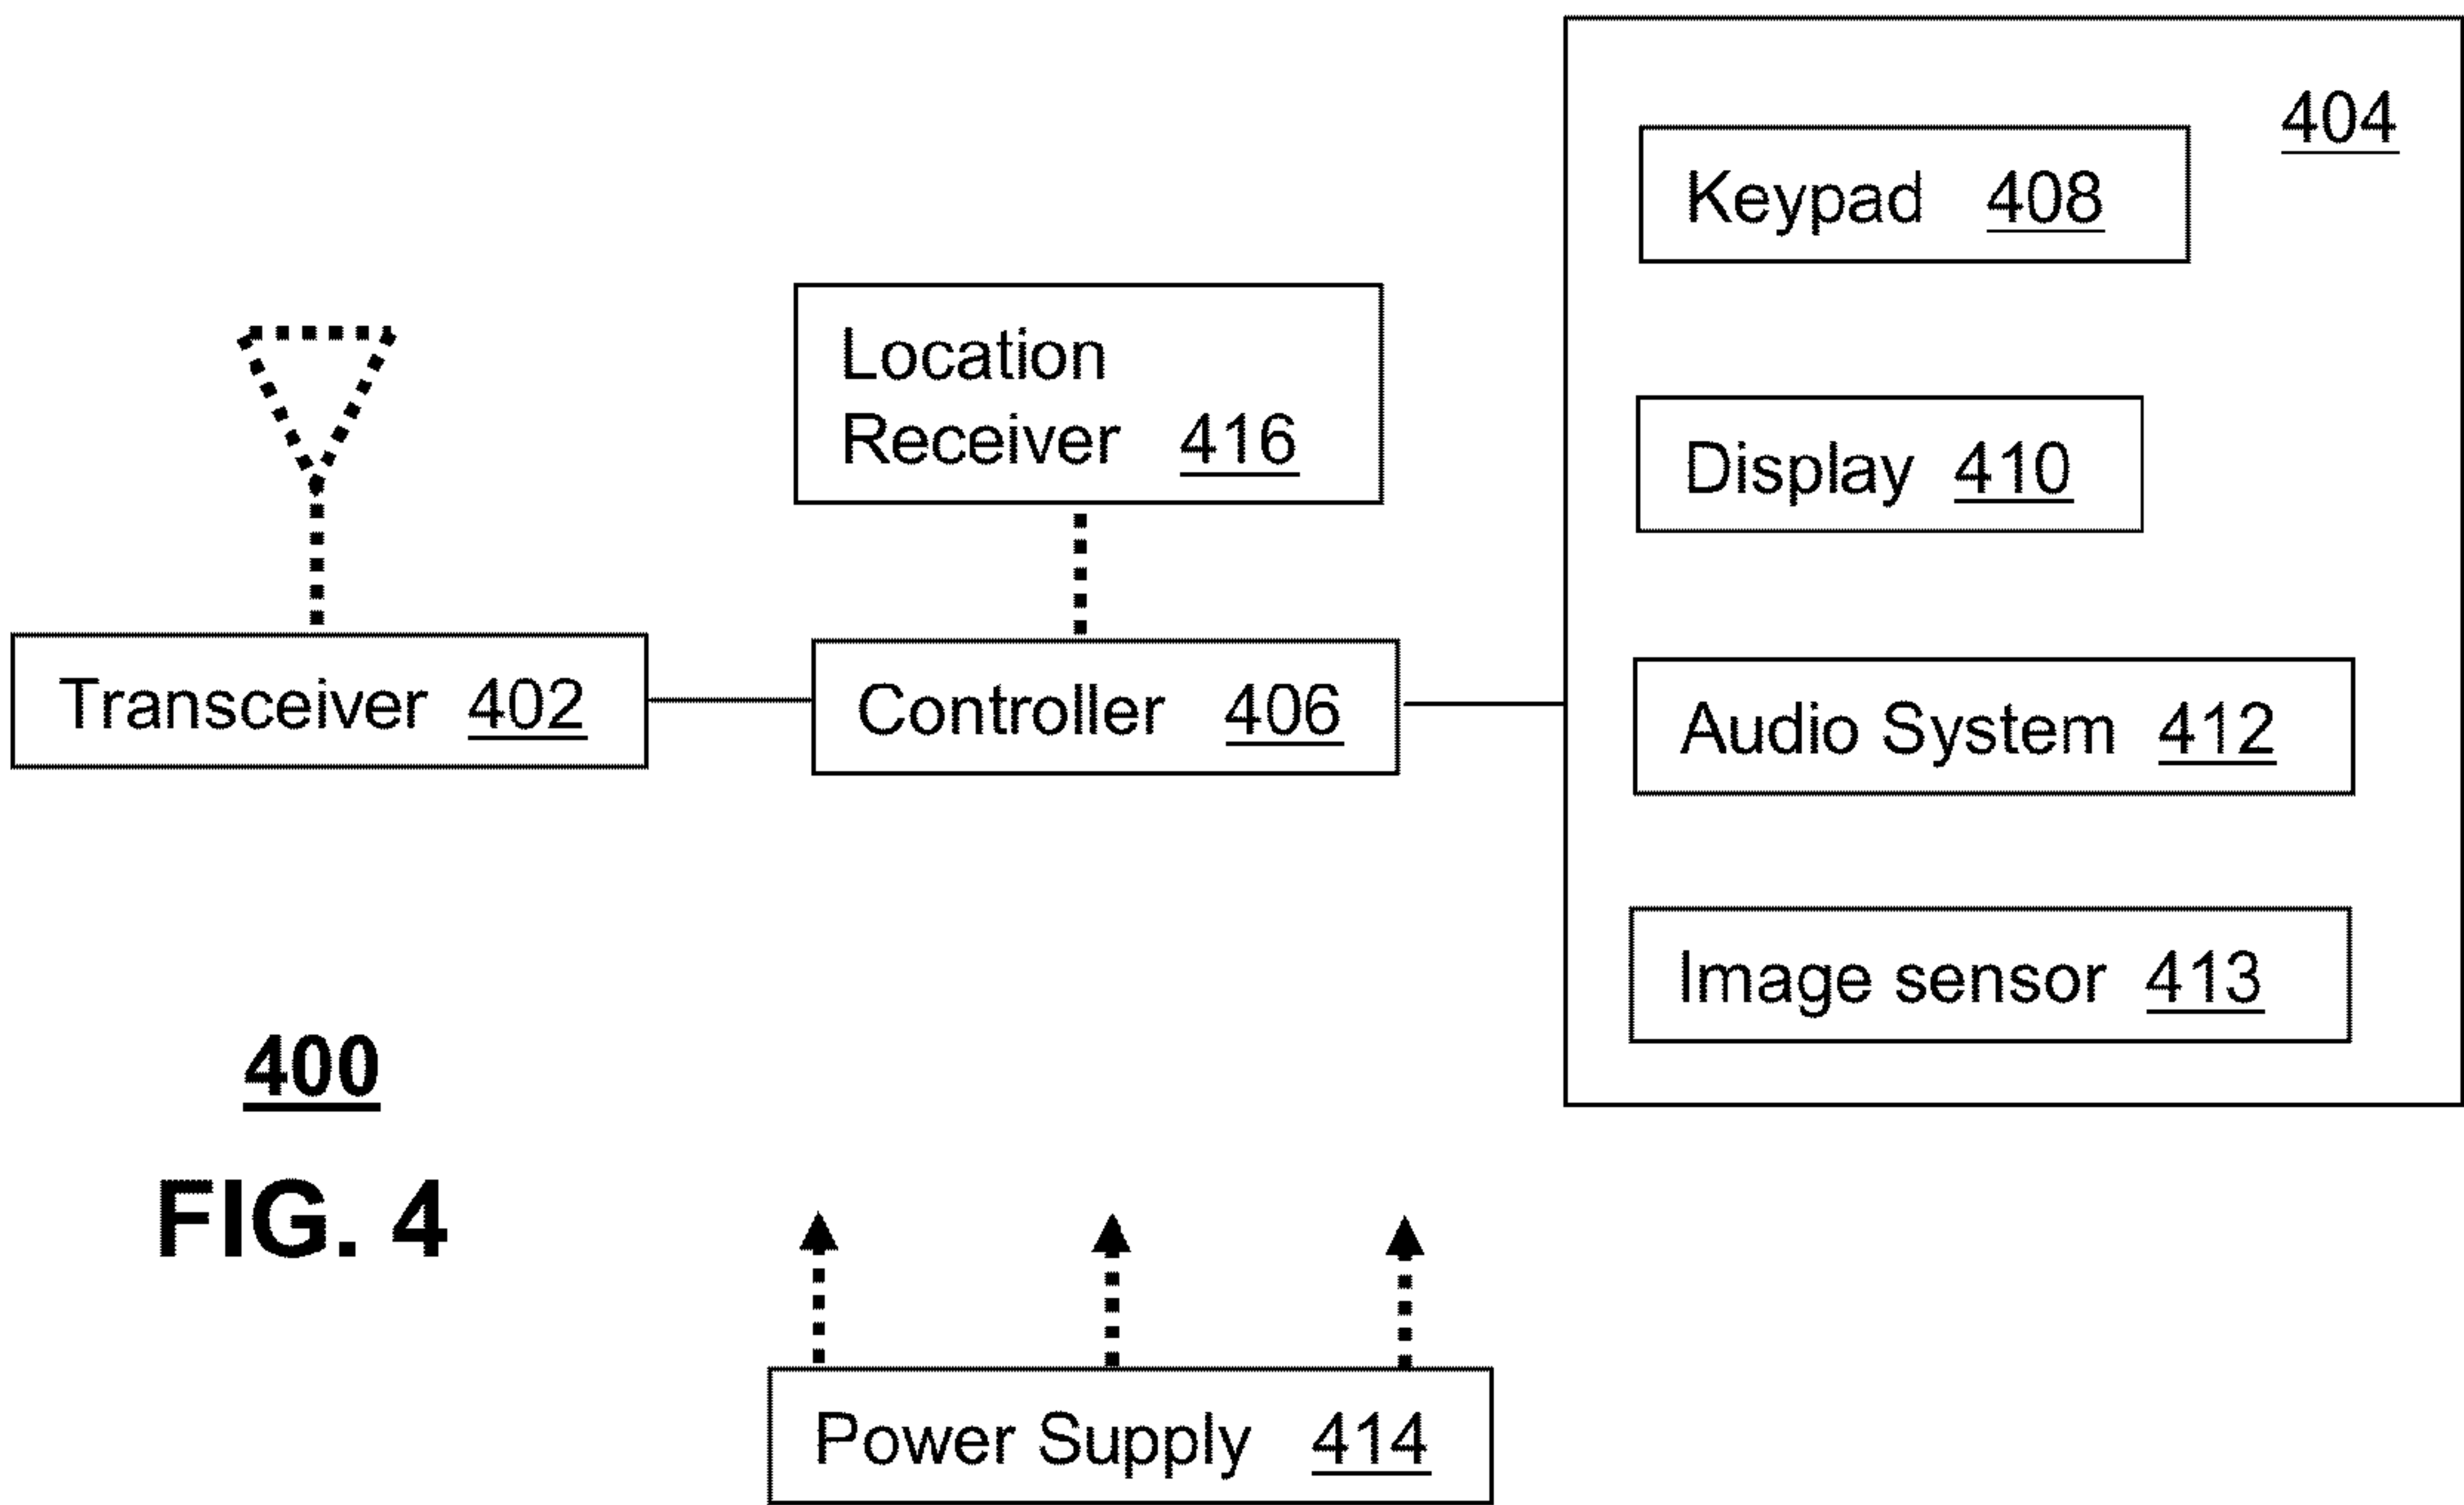 404
Keypad 408
Location
Receiver 416
Display 410
Transceiver 402
Controller 406
Audio System 412
Image sensor 413
400
FIG. 4
Power Supply 414